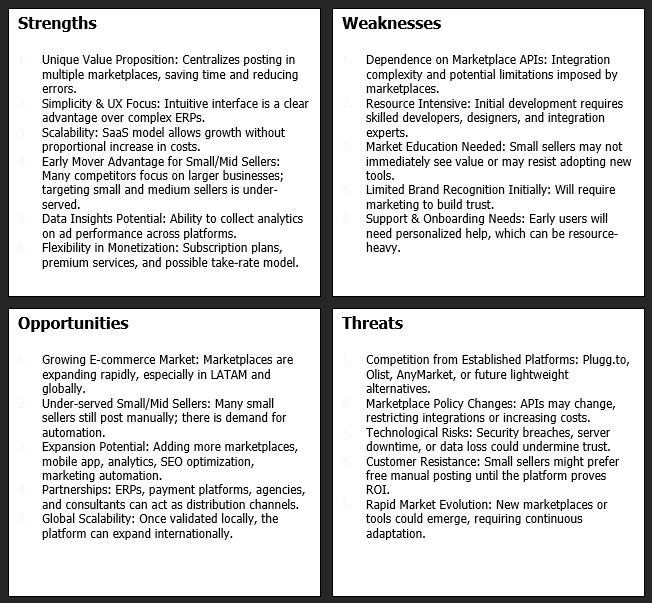 Strengths
1. Unique Value Proposition: Centralizes posting in
multiple marketplaces, saving time and reducing
errors.
2. Simplicity & UX Focus: Intuitive interface is a clear
advantage over complex ERPs.
3. Scalability: SaaS model allows growth without
proportional increase in costs.
4. Early Mover Advantage for Small/Mid Sellers:
Many competitors focus on larger businesses;
targeting small and medium sellers is under-
served.
5. Data Insights Potential: Ability to collect analytics
on ad performance across platforms.
6. Flexibility in Monetization: Subscription plans,
premium services, and possible take-rate model.
Weaknesses
1. Dependence on Marketplace APIs: Integration
complexity and potential limitations imposed by
marketplaces.
2. Resource Intensive: Initial development requires
skilled developers, designers, and integration
experts.
3. Market Education Needed: Small sellers may not
immediately see value or may resist adopting new
tools.
4. Limited Brand Recognition Initially: Will require
marketing to build trust.
5. Support & Onboarding Needs: Early users will
need personalized help, which can be resource-
heavy.
Opportunities
1. Growing E-commerce Market: Marketplaces are
expanding rapidly, especially in LATAM and
globally.
2. Under-served Small/Mid Sellers: Many small
sellers still post manually; there is demand for
automation.
3. Expansion Potential: Adding more marketplaces,
mobile app, analytics, SEO optimization,
marketing automation.
4. Partnerships: ERPs, payment platforms, agencies,
and consultants can act as distribution channels.
5. Global Scalability: Once validated locally, the
platform can expand internationally.
Threats
1. Competition from Established Platforms: Plugg.to,
Olist, AnyMarket, or future lightweight
alternatives.
2. Marketplace Policy Changes: APIs may change,
restricting integrations or increasing costs.
3. Technological Risks: Security breaches, server
downtime, or data loss could undermine trust.
4. Customer Resistance: Small sellers might prefer
free manual posting until the platform proves
ROI.
5. Rapid Market Evolution: New marketplaces or
tools could emerge, requiring continuous
adaptation.